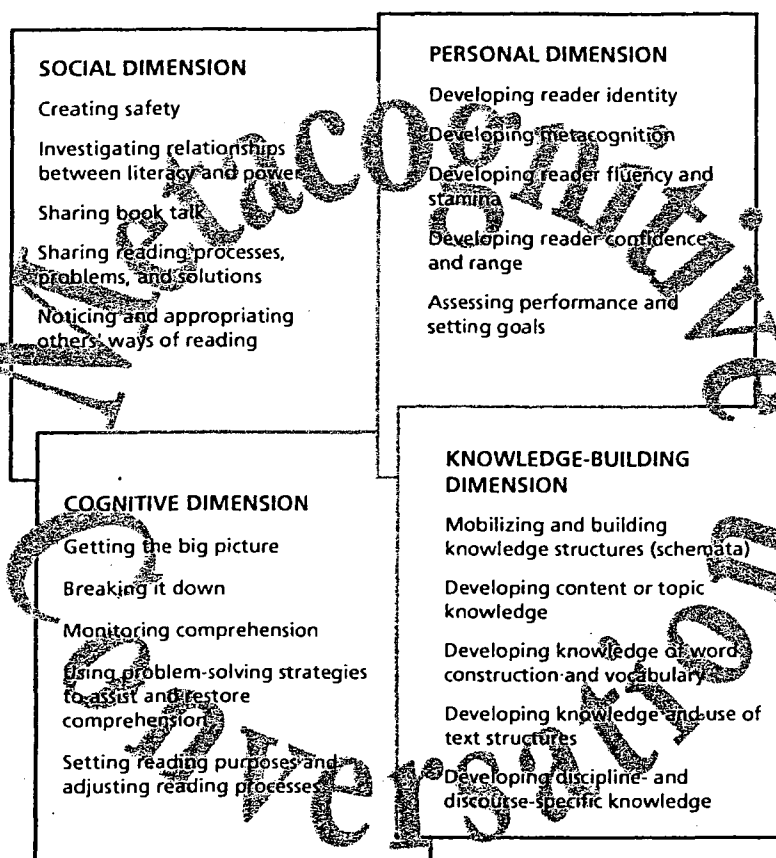 SOCIAL DIMENSION
Creating safety
Investigating relationships
between literacy and power
Sharing book talk
Sharing reading processes,
problems, and solutions
Noticing and appropriating
others' ways of reading
PERSONAL DIMENSION
Developing reader identity
Developing metacognition
Developing reader fluency and
stamina
Developing reader confidence
and range
Assessing performance and
setting goals
COGNITIVE DIMENSION
Getting the big picture
Breaking it down
Monitoring comprehension
Using problem-solving strategies
to assist and restore
comprehension
Setting reading purposes and
adjusting reading processes
KNOWLEDGE-BUILDING
DIMENSION
Mobilizing and building
knowledge structures (schemata)
Developing content or topic
knowledge
Developing knowledge of word
construction and vocabulary
Developing knowledge and use of
text structures
Developing discipline- and
discourse-specific knowledge
Metacognitive
Conversation